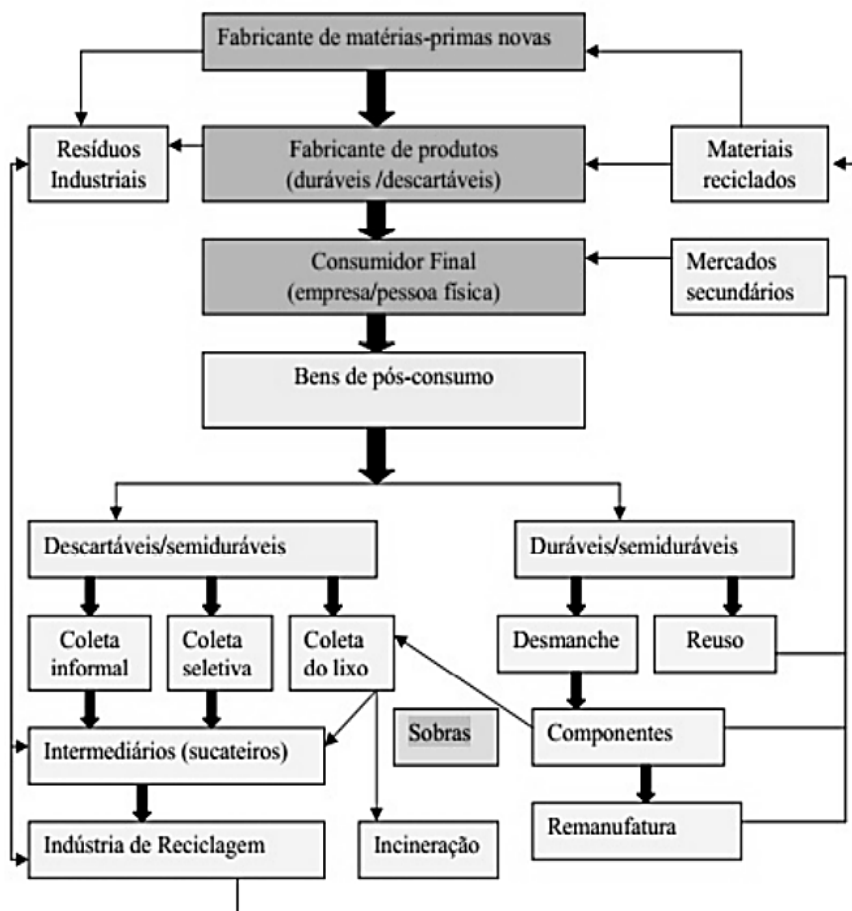 Fabricante de matérias-primas novas
Resíduos
Industriais
Fabricante de produtos
(duráveis /descartáveis)
Materiais
reciclados
Consumidor Final
(empresa/pessoa física)
Mercados
secundários
Bens de pós-consumo
Descartáveis/semiduráveis
Duráveis/semiduráveis
Coleta
informal
Coleta
seletiva
Coleta
do lixo
Desmanche
Reuso
Sobras
Componentes
Intermediários (sucateiros)
Remanufatura
Indústria de Reciclagem
Incineração